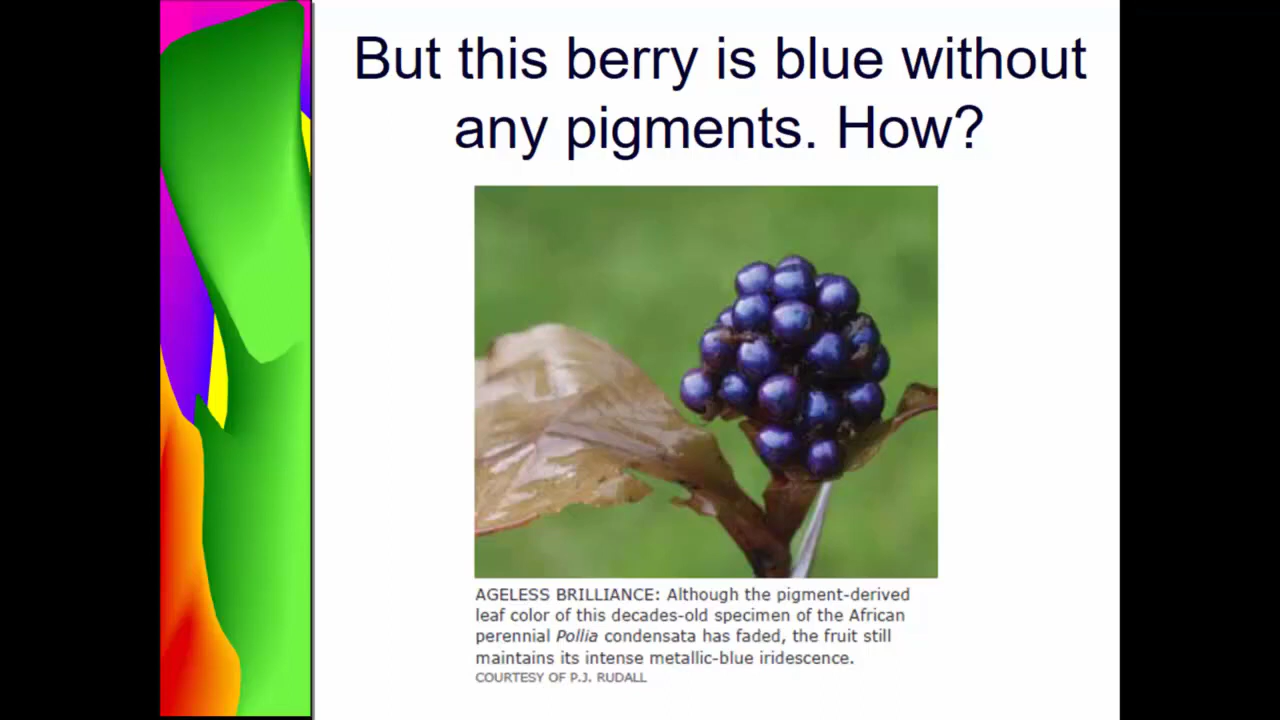 But this berry is blue without
any pigments. How?
AGELESS BRILLIANCE: Although the pigment-derived
leaf color of this decades-old specimen of the African
perennial Pollia condensata has faded, the fruit still
maintains its intense metallic-blue iridescence.
COURTESY OF P.J. RUDALL